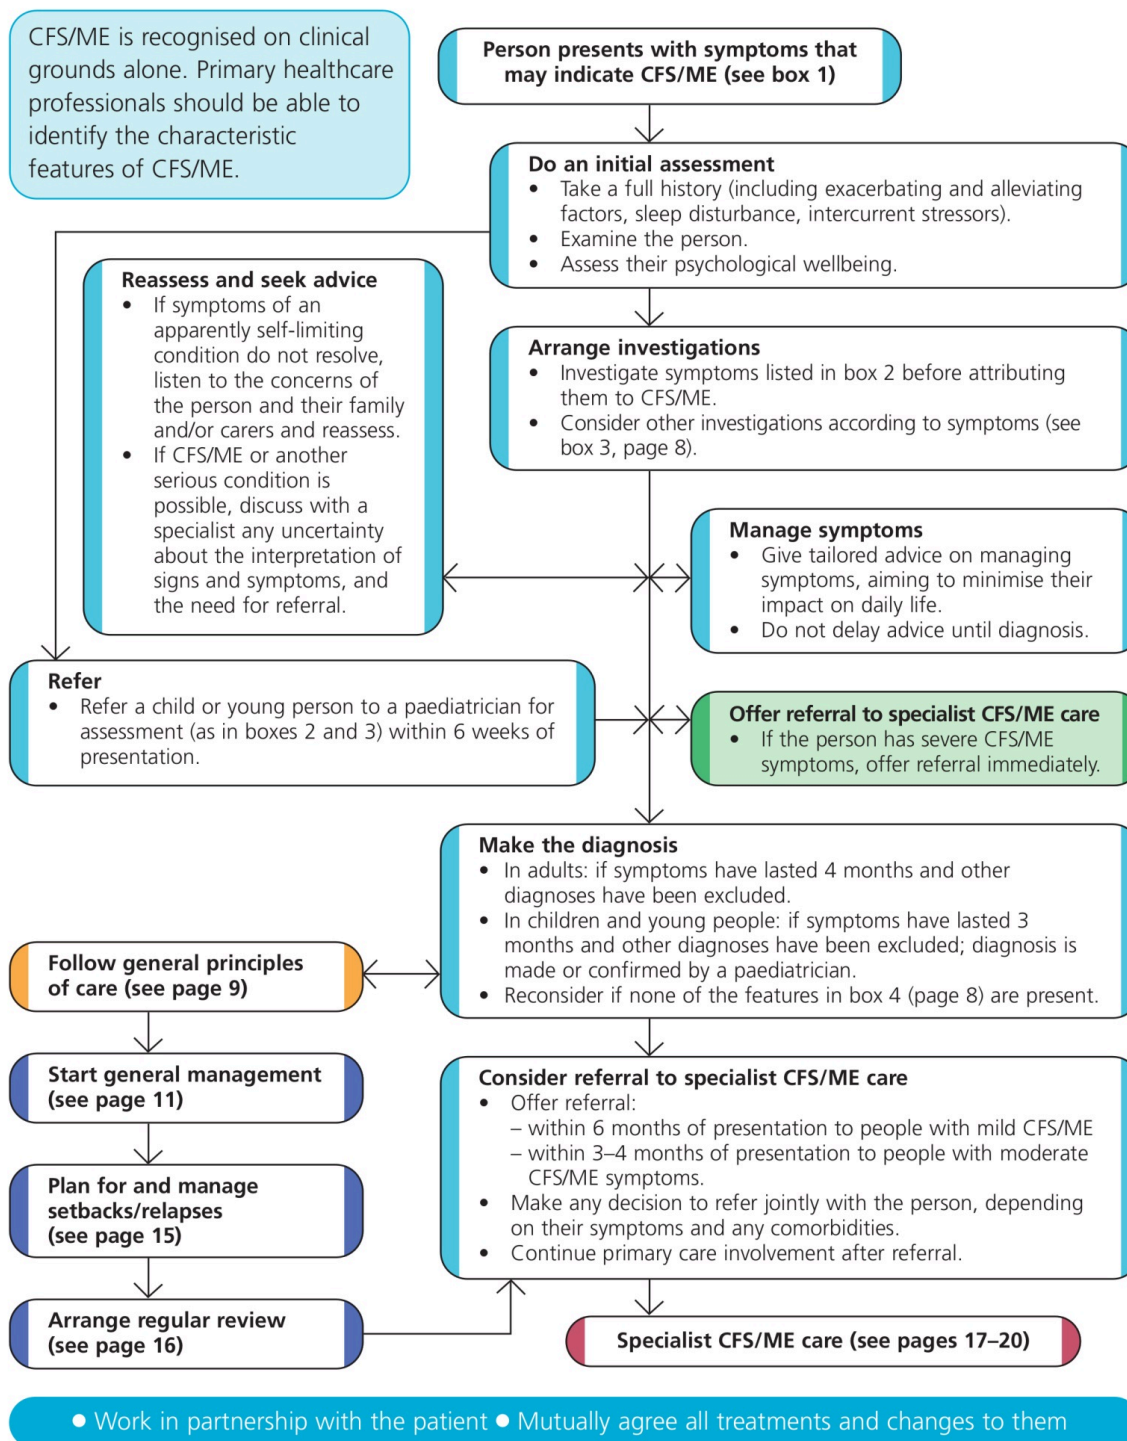 CFS/ME is recognised on clinical
grounds alone. Primary healthcare
professionals should be able to
identify the characteristic
features of CFS/ME.
Person presents with symptoms that
may indicate CFS/ME (see box 1)
Do an initial assessment
• Take a full history (including exacerbating and alleviating
factors, sleep disturbance, intercurrent stressors).
• Examine the person.
• Assess their psychological wellbeing.
Reassess and seek advice
• If symptoms of an
apparently self-limiting
condition do not resolve,
listen to the concerns of
the person and their family
and/or carers and reassess.
• If CFS/ME or another
serious condition is
possible, discuss with a
specialist any uncertainty
about the interpretation of
signs and symptoms, and
the need for referral.
Arrange investigations
• Investigate symptoms listed in box 2 before attributing
them to CFS/ME.
• Consider other investigations according to symptoms (see
box 3, page 8).
Manage symptoms
• Give tailored advice on managing
symptoms, aiming to minimise their
impact on daily life.
• Do not delay advice until diagnosis.
Refer
• Refer a child or young person to a paediatrician for
assessment (as in boxes 2 and 3) within 6 weeks of
presentation.
Offer referral to specialist CFS/ME care
• If the person has severe CFS/ME
symptoms, offer referral immediately.
Make the diagnosis
• In adults: if symptoms have lasted 4 months and other
diagnoses have been excluded.
• In children and young people: if symptoms have lasted 3
months and other diagnoses have been excluded; diagnosis is
made or confirmed by a paediatrician.
• Reconsider if none of the features in box 4 (page 8) are present.
Follow general principles
of care (see page 9)
Start general management
(see page 11)
Plan for and manage
setbacks/relapses
(see page 15)
Arrange regular review
(see page 16)
Consider referral to specialist CFS/ME care
• Offer referral:
– within 6 months of presentation to people with mild CFS/ME
– within 3–4 months of presentation to people with moderate
CFS/ME symptoms.
• Make any decision to refer jointly with the person, depending
on their symptoms and any comorbidities.
• Continue primary care involvement after referral.
Specialist CFS/ME care (see pages 17–20)
● Work in partnership with the patient ● Mutually agree all treatments and changes to them